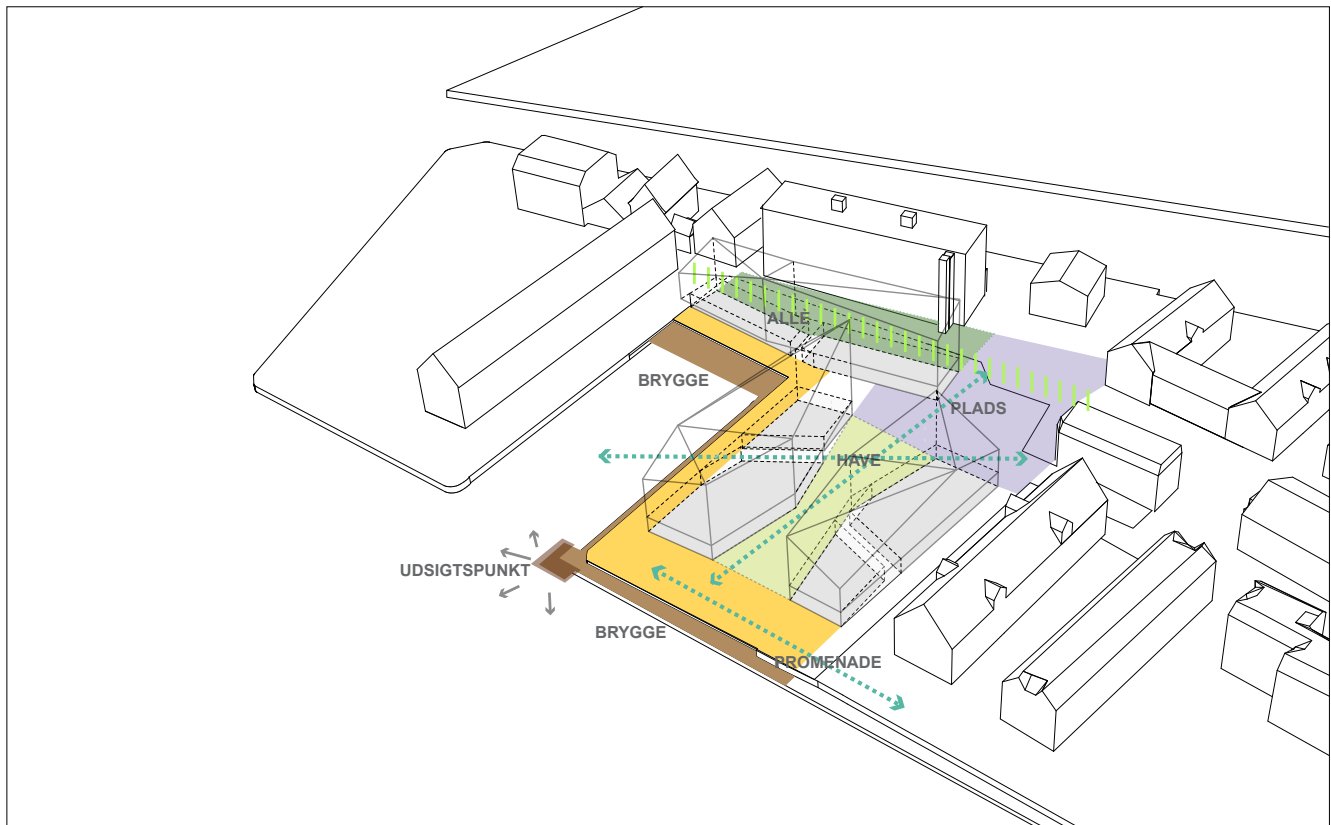 ALLE
BRYGGE
PLADS
HAVE
UDSIGTSPUNKT
BRYGGE
PROMENADE